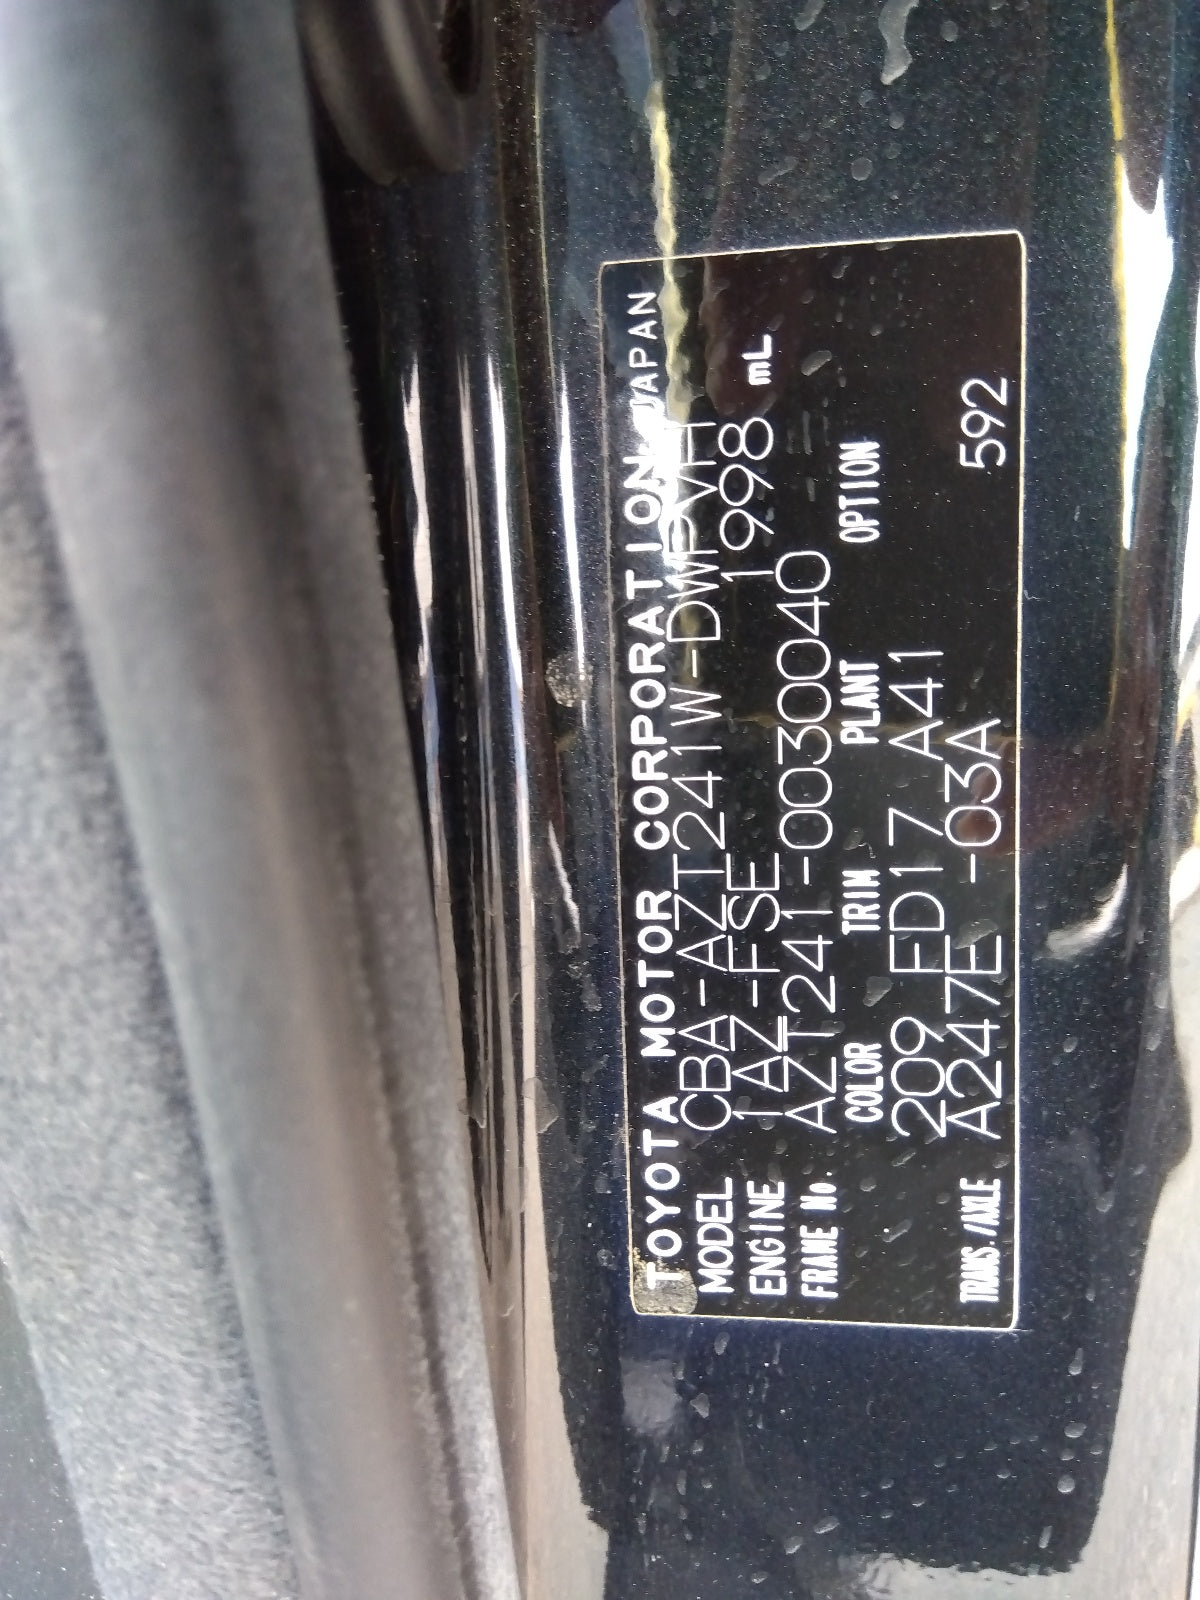 TOYOTA MOTOR CORPORATION JAPAN
MODEL CBA-AZT241W-DWPVH
ENGINE 1AZ-FSE 1998 mL
FRAME No. AZT241-0030040
COLOR TRIM PLANT OPTION
209 FD17 A41
TRANS./AXLE A247E -03A 592